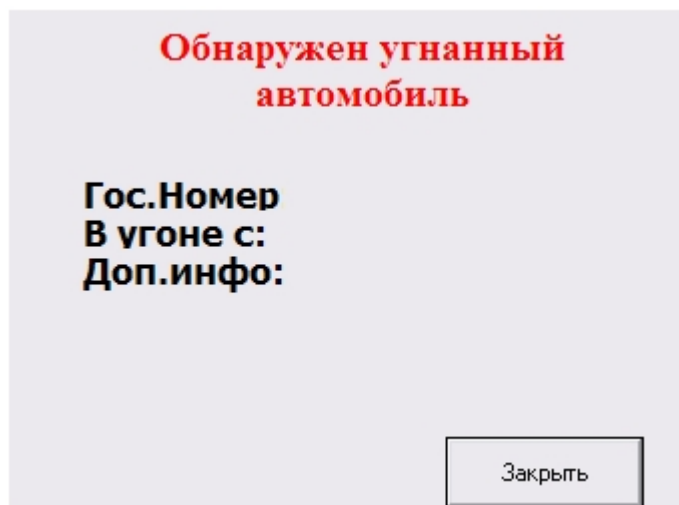 Обнаружен угнанный
автомобиль
Гос.Номер
В угоне с:
Доп.инфо:
Закрыть